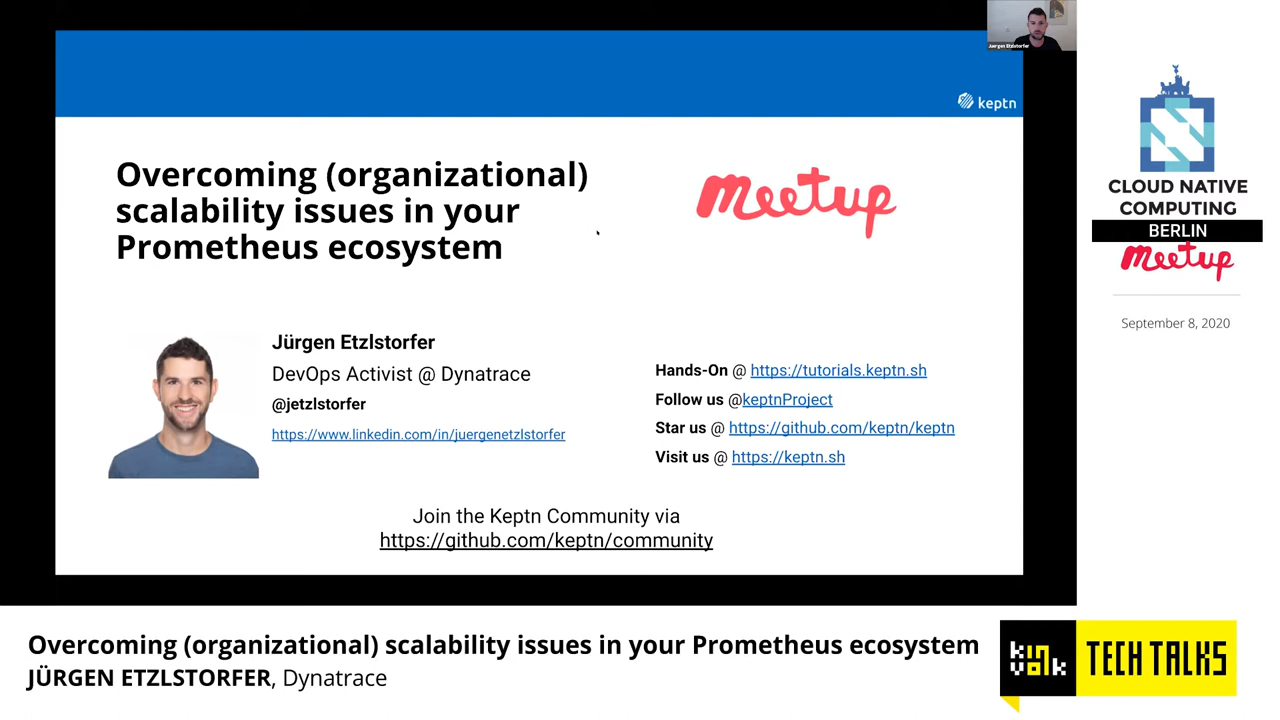 Juergen Etzlstorfer
keptn
Overcoming (organizational)
scalability issues in your
Prometheus ecosystem
meetup
Jürgen Etzlstorfer
DevOps Activist @ Dynatrace
@jetzlstorfer
https://www.linkedin.com/in/juergenetzlstorfer
Hands-On @ https://tutorials.keptn.sh
Follow us @keptnProject
Star us @ https://github.com/keptn/keptn
Visit us @ https://keptn.sh
Join the Keptn Community via
https://github.com/keptn/community
CLOUD NATIVE
COMPUTING
BERLIN
meetup
September 8, 2020
Overcoming (organizational) scalability issues in your Prometheus ecosystem
JÜRGEN ETZLSTORFER, Dynatrace
kinvolk
TECH TALKS